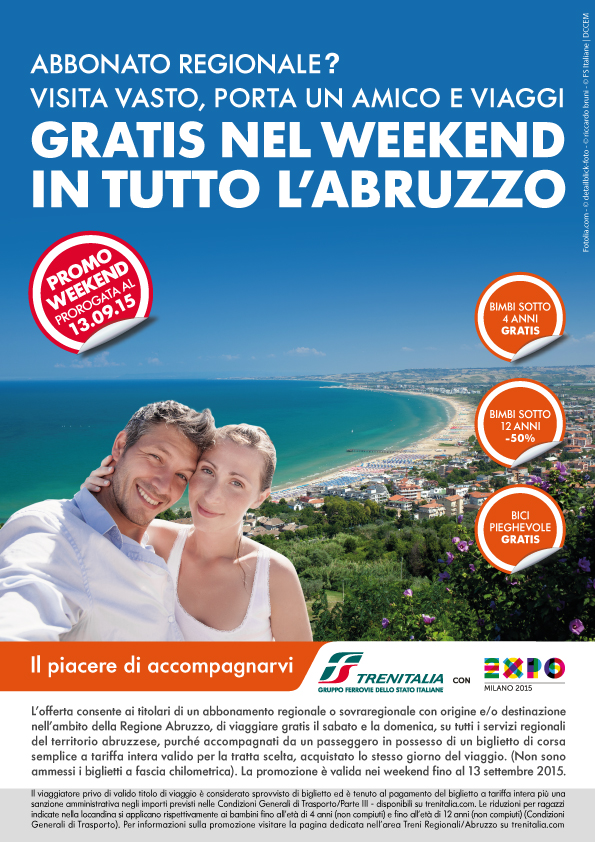 ABBONATO REGIONALE?
VISITA VASTO, PORTA UN AMICO E VIAGGI
GRATIS NEL WEEKEND
IN TUTTO L'ABRUZZO
Fotolia.com - © detailblick-foto - © riccardo bruni - © FS Italiane | DCCEM
PROMO
WEEKEND
PROROGATA AL
13.09.15
BIMBI SOTTO
4 ANNI
GRATIS
BIMBI SOTTO
12 ANNI
-50%
BICI
PIEGHEVOLE
GRATIS
Il piacere di accompagnarvi
TRENITALIA
GRUPPO FERROVIE DELLO STATO ITALIANE
CON
EXPO
MILANO 2015
L'offerta consente ai titolari di un abbonamento regionale o sovraregionale con origine e/o destinazione
nell'ambito della Regione Abruzzo, di viaggiare gratis il sabato e la domenica, su tutti i servizi regionali
del territorio abruzzese, purché accompagnati da un passeggero in possesso di un biglietto di corsa
semplice a tariffa intera valido per la tratta scelta, acquistato lo stesso giorno del viaggio. (Non sono
ammessi i biglietti a fascia chilometrica). La promozione è valida nei weekend fino al 13 settembre 2015.
Il viaggiatore privo di valido titolo di viaggio è considerato sprovvisto di biglietto ed è tenuto al pagamento del biglietto a tariffa intera più una
sanzione amministrativa negli importi previsti nelle Condizioni Generali di Trasporto/Parte III - disponibili su trenitalia.com. Le riduzioni per ragazzi
indicate nella locandina si applicano rispettivamente ai bambini fino all'età di 4 anni (non compiuti) e fino all'età di 12 anni (non compiuti) (Condizioni
Generali di Trasporto). Per informazioni sulla promozione visitare la pagina dedicata nell'area Treni Regionali/Abruzzo su trenitalia.com